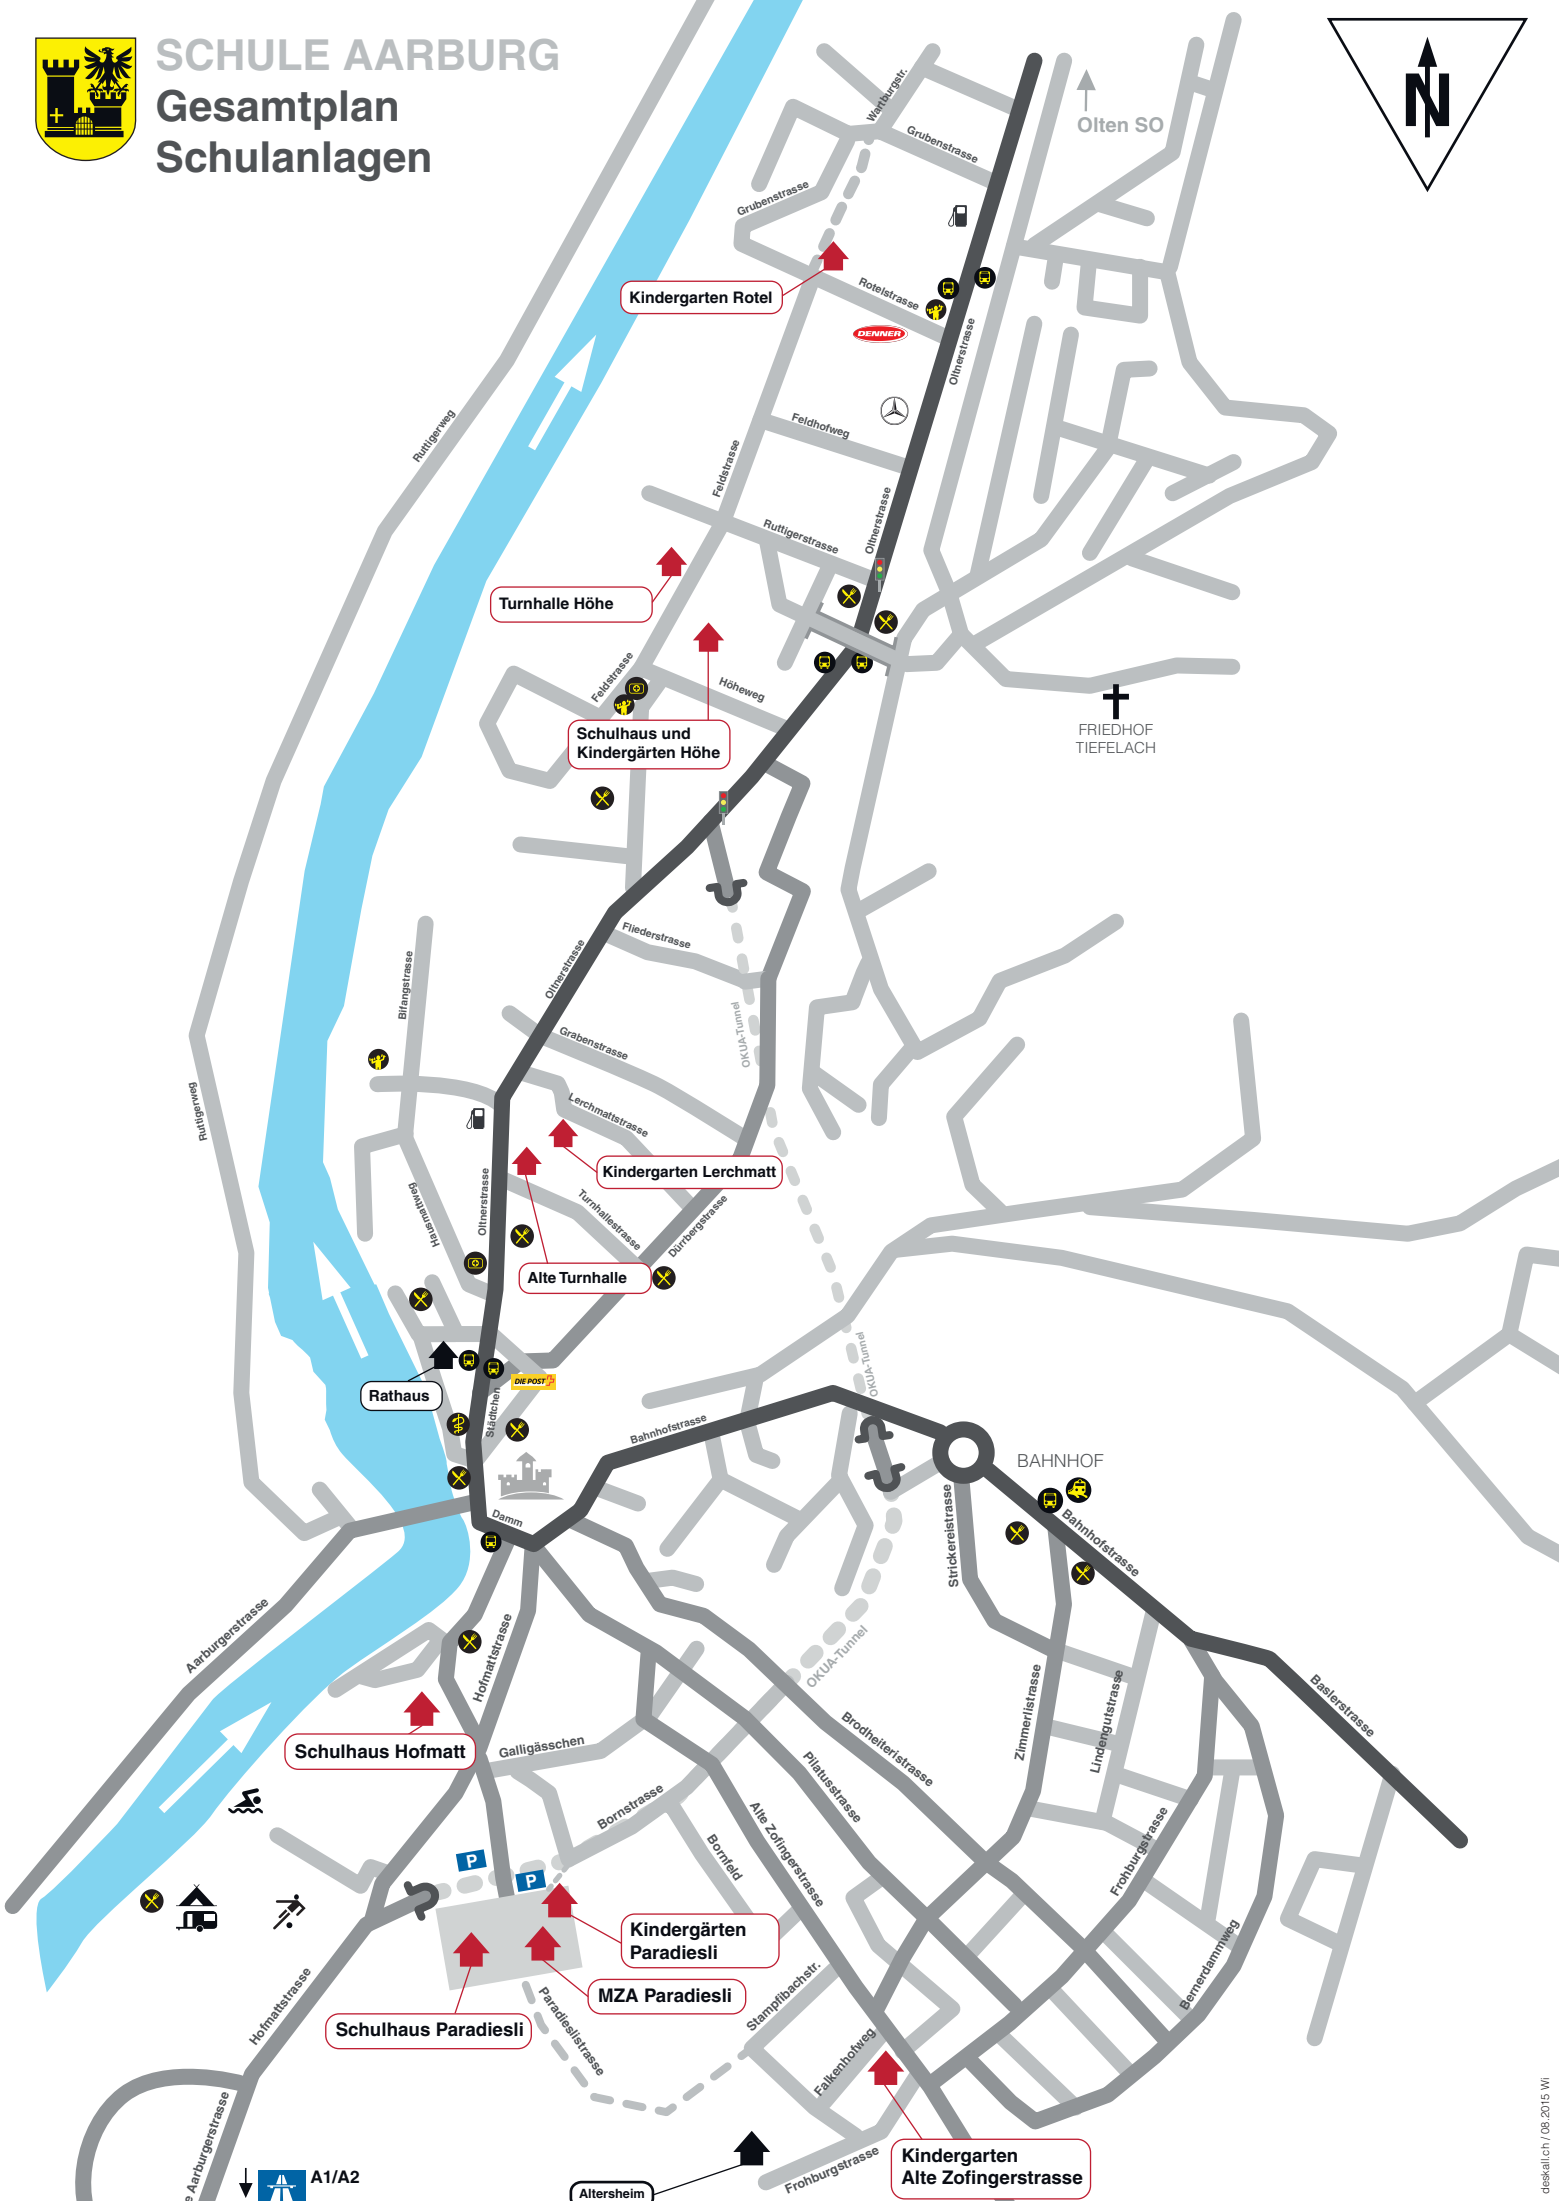 SCHULE AARBURG
Gesamtplan
Schulanlagen
N
Olten SO
Wartburgstr.
Grubenstrasse
Grubenstrasse
Kindergarten Rotel
Rotelstrasse
DENNER
Oltnerstrasse
Ruttigerweg
Feldhofweg
Feldstrasse
Oltnerstrasse
Ruttigerstrasse
Turnhalle Höhe
Feldstrasse
Höheweg
Schulhaus und
Kindergärten Höhe
FRIEDHOF
TIEFELACH
Fliederstrasse
Oltnerstrasse
Bifangstrasse
OKUA-Tunnel
Grabenstrasse
Ruttigerweg
Lerchmattstrasse
Kindergarten Lerchmatt
Oltnerstrasse
Hausmattweg
Turnhallestrasse
Dürrbergstrasse
Alte Turnhalle
OKUA-Tunnel
Rathaus
DIE POST
Städtchen
Bahnhofstrasse
BAHNHOF
Damm
Strickereistrasse
Bahnhofstrasse
Aarburgerstrasse
Hofmattstrasse
OKUA-Tunnel
Zimmerlistrasse
Lindengutstrasse
Baslerstrasse
Schulhaus Hofmatt
Galligässchen
Brodheiteristrasse
Pilatusstrasse
Bornstrasse
Alte Zofingerstrasse
Bornfeld
Frohburgstrasse
P
P
Kindergärten
Paradiesli
MZA Paradiesli
Schulhaus Paradiesli
Hofmattstrasse
Paradieslistrasse
Stampfibachstr.
Bernerdammweg
Falkenhofweg
Kindergarten
Alte Zofingerstrasse
Frohburgstrasse
e Aarburgerstrasse
A1/A2
Altersheim
deskall.ch / 08.2015 Wi